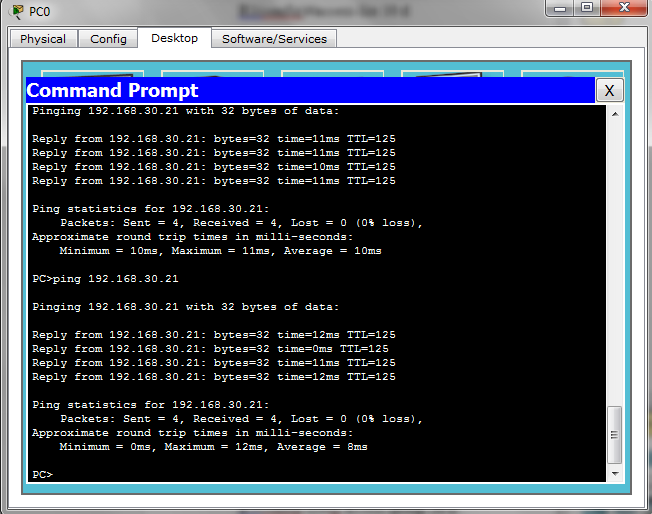 PC0
Physical
Config
Desktop
Software/Services
Command Prompt
X
Pinging 192.168.30.21 with 32 bytes of data:
Reply from 192.168.30.21: bytes=32 time=11ms TTL=125
Reply from 192.168.30.21: bytes=32 time=11ms TTL=125
Reply from 192.168.30.21: bytes=32 time=10ms TTL=125
Reply from 192.168.30.21: bytes=32 time=11ms TTL=125
Ping statistics for 192.168.30.21:
Packets: Sent = 4, Received = 4, Lost = 0 (0% loss),
Approximate round trip times in milli-seconds:
Minimum = 10ms, Maximum = 11ms, Average = 10ms
PC>ping 192.168.30.21
Pinging 192.168.30.21 with 32 bytes of data:
Reply from 192.168.30.21: bytes=32 time=12ms TTL=125
Reply from 192.168.30.21: bytes=32 time=0ms TTL=125
Reply from 192.168.30.21: bytes=32 time=11ms TTL=125
Reply from 192.168.30.21: bytes=32 time=12ms TTL=125
Ping statistics for 192.168.30.21:
Packets: Sent = 4, Received = 4, Lost = 0 (0% loss),
Approximate round trip times in milli-seconds:
Minimum = 0ms, Maximum = 12ms, Average = 8ms
PC>